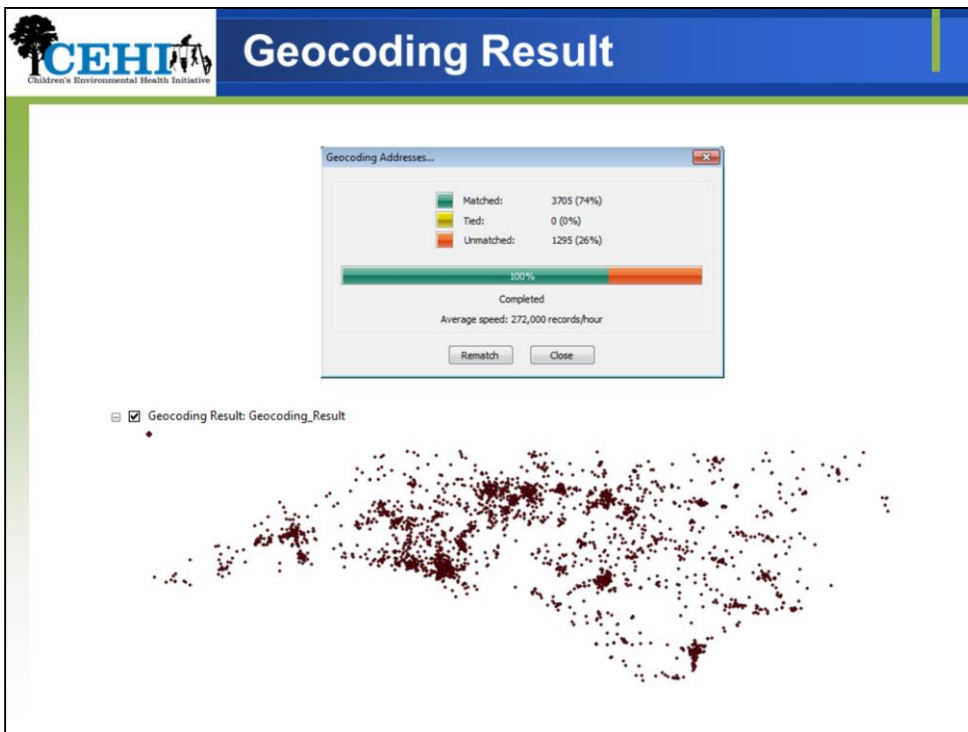 CEHI
Children's Environmental Health Initiative
Geocoding Result
Geocoding Addresses...
Matched: 3705 (74%)
Tied: 0 (0%)
Unmatched: 1295 (26%)
100%
Completed
Average speed: 272,000 records/hour
Rematch Close
Geocoding Result: Geocoding_Result